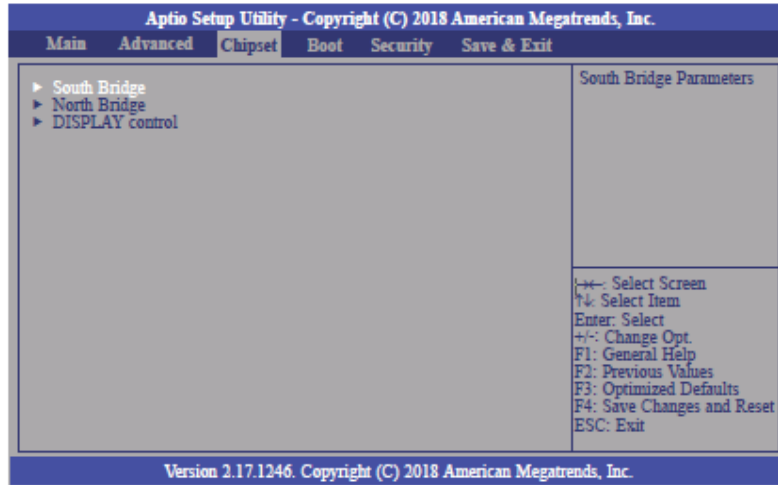 Aptio Setup Utility - Copyright (C) 2018 American Megatrends, Inc.
Main Advanced Chipset Boot Security Save & Exit
► South Bridge
► North Bridge
► DISPLAY control
South Bridge Parameters
→←: Select Screen
↑↓: Select Item
Enter: Select
+/-: Change Opt.
F1: General Help
F2: Previous Values
F3: Optimized Defaults
F4: Save Changes and Reset
ESC: Exit
Version 2.17.1246. Copyright (C) 2018 American Megatrends, Inc.